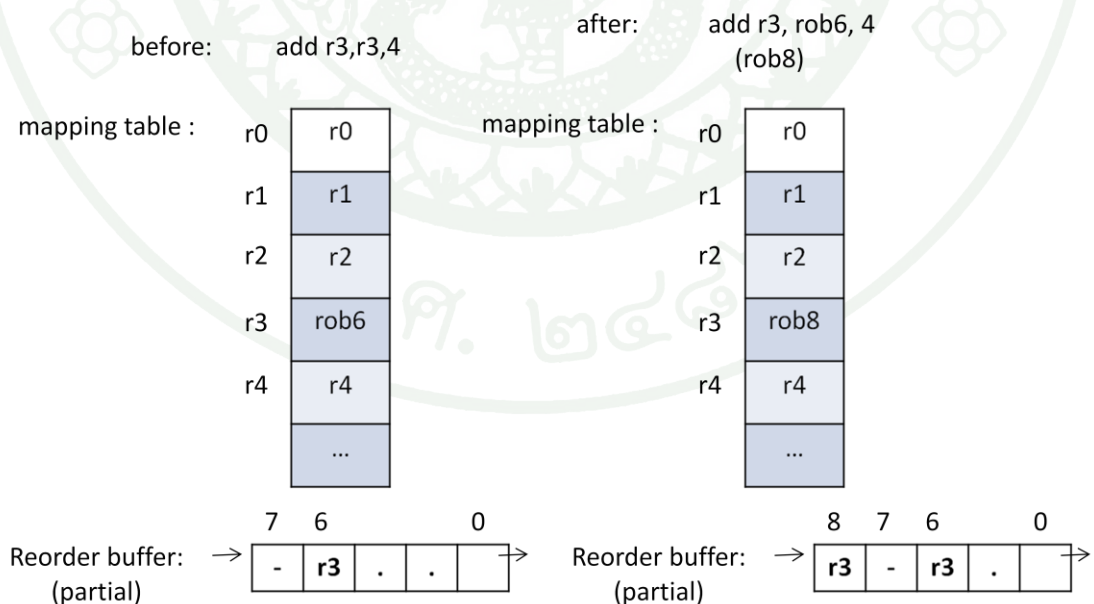 before: add r3,r3,4
mapping table :
r0 r0
r1 r1
r2 r2
r3 rob6
r4 r4
...
7 6 0
Reorder buffer: → - r3 . . →
(partial)
after: add r3, rob6, 4
(rob8)
mapping table :
r0 r0
r1 r1
r2 r2
r3 rob8
r4 r4
...
8 7 6 0
Reorder buffer: → r3 - r3 . →
(partial)